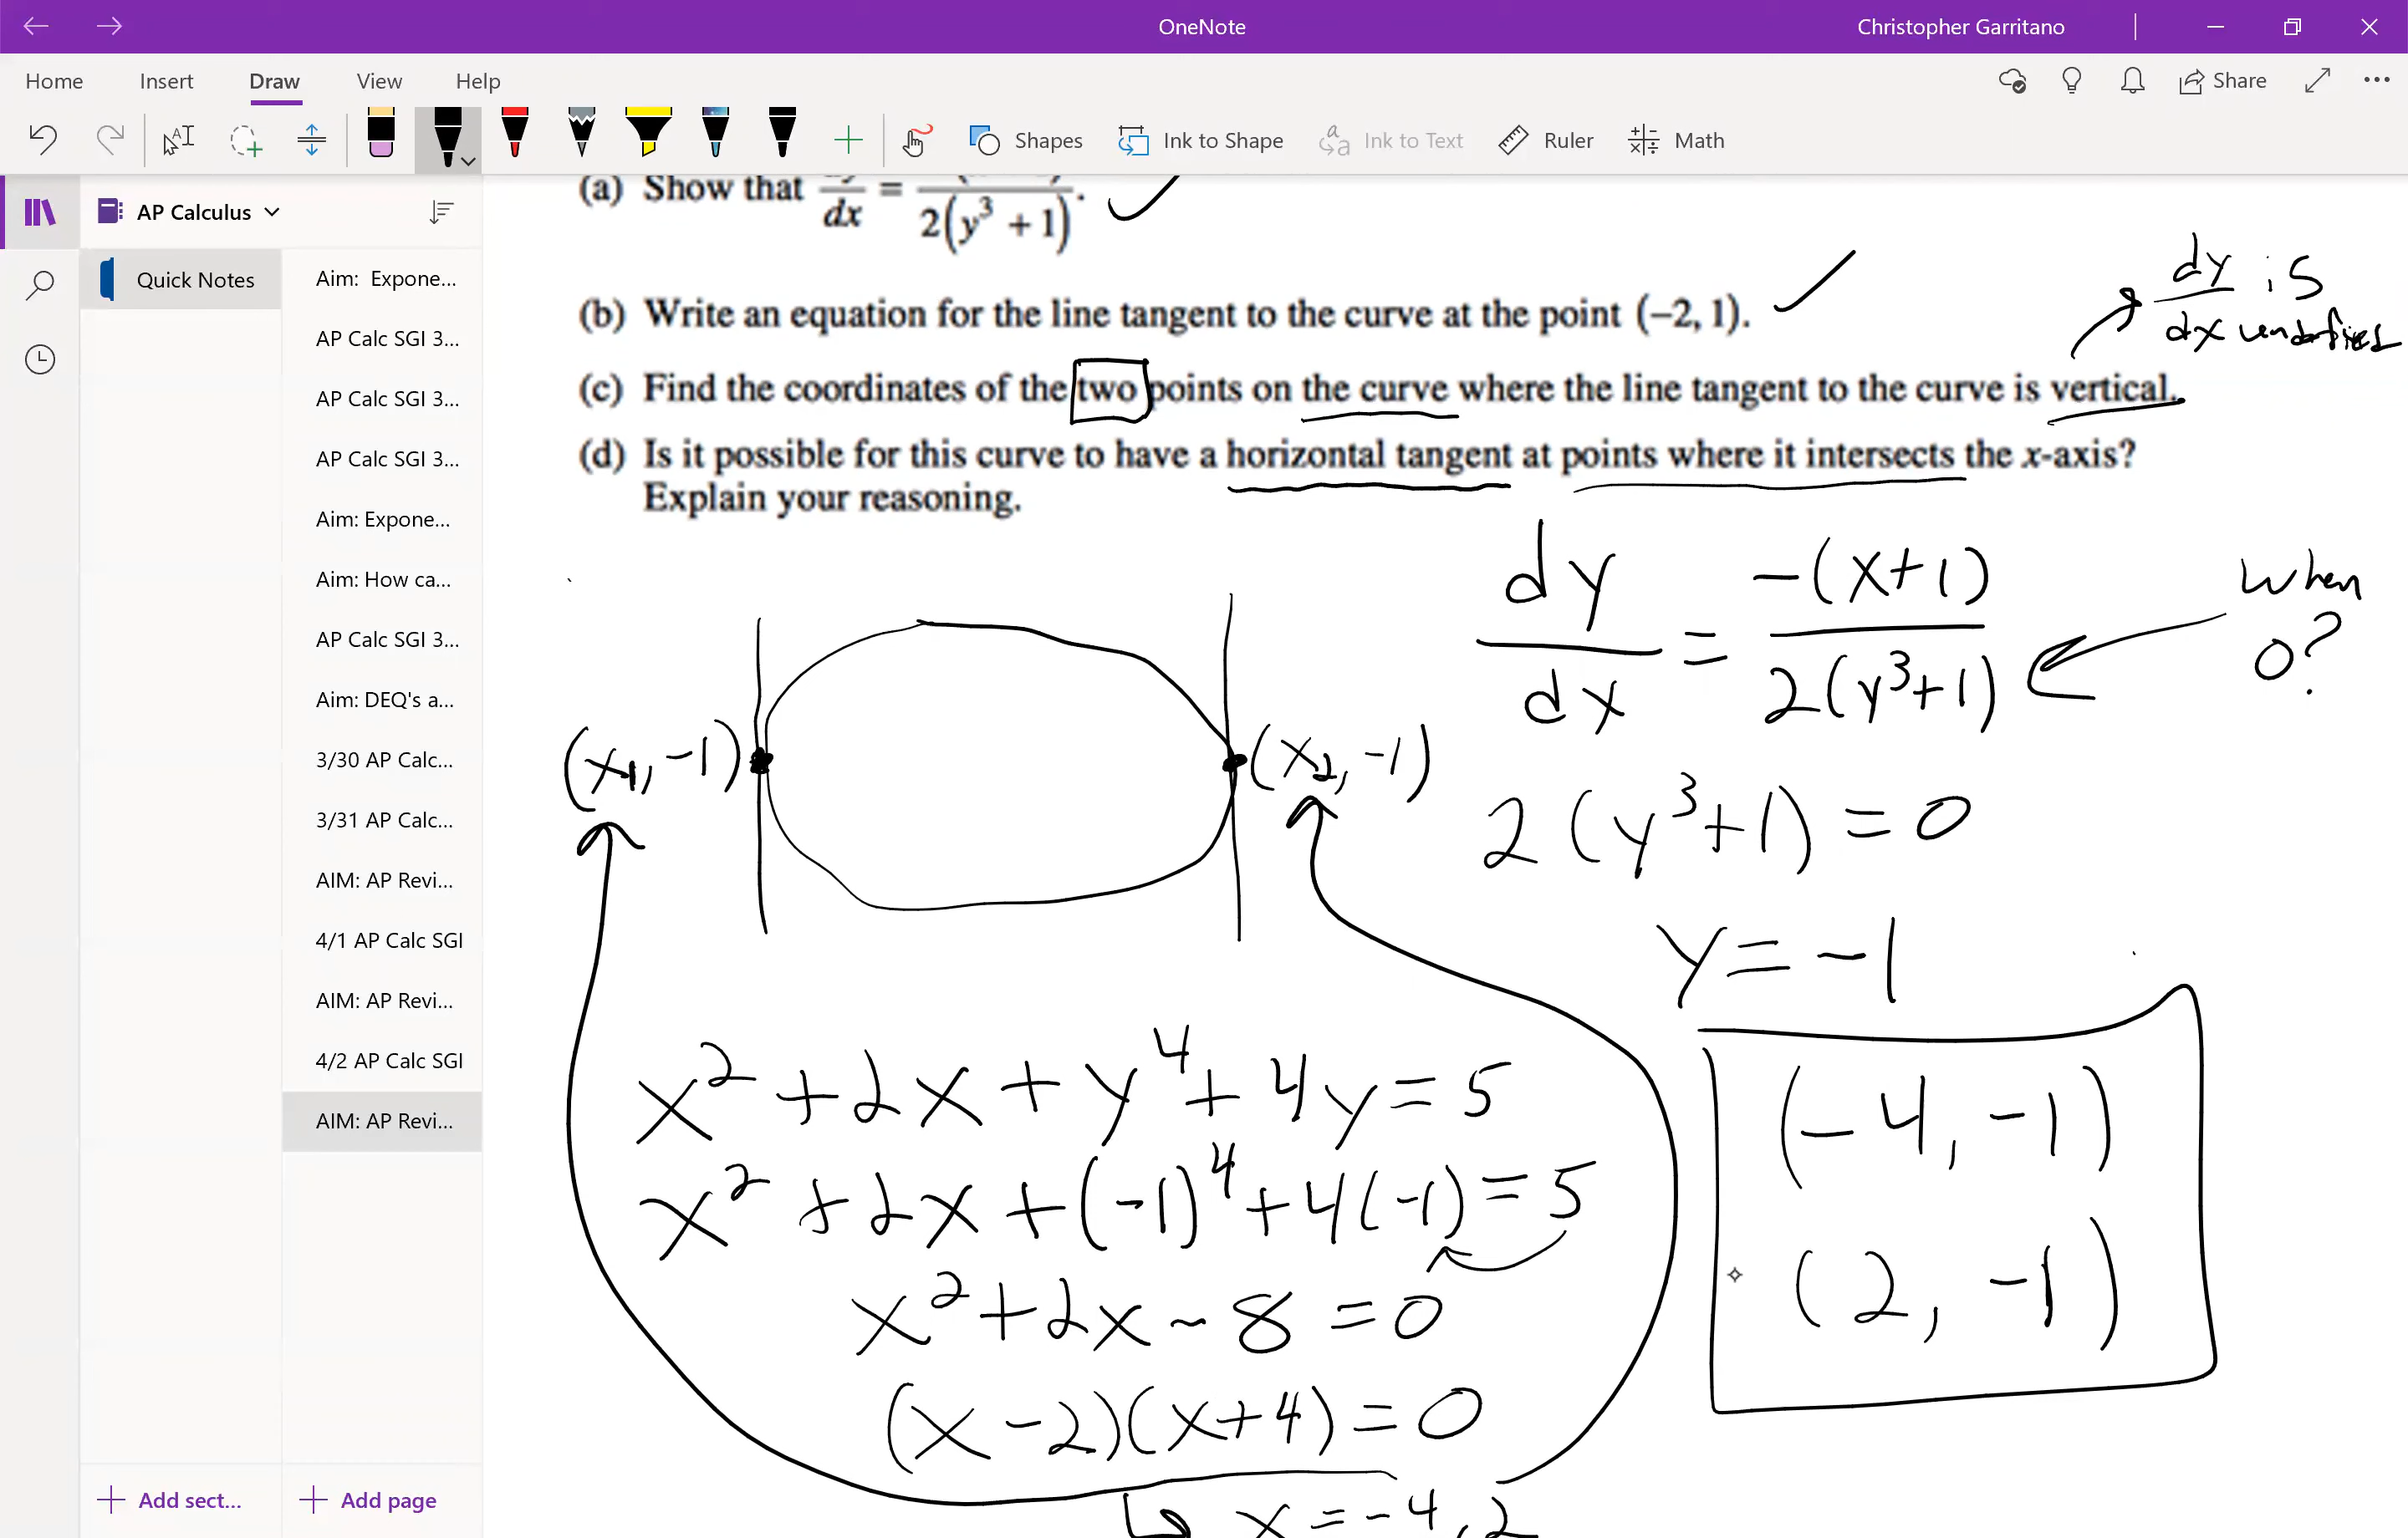 OneNote
Christopher Garritano
Home Insert Draw View Help
Share
Shapes Ink to Shape Ink to Text Ruler Math
AP Calculus
Quick Notes
Aim: Expone...
AP Calc SGI 3...
AP Calc SGI 3...
AP Calc SGI 3...
Aim: Expone...
Aim: How ca...
AP Calc SGI 3...
Aim: DEQ's a...
3/30 AP Calc...
3/31 AP Calc...
AIM: AP Revi...
4/1 AP Calc SGI
AIM: AP Revi...
4/2 AP Calc SGI
AIM: AP Revi...
Add sect...
Add page
(a) Show that dy/dx = / 2(y³ + 1).
(b) Write an equation for the line tangent to the curve at the point (−2, 1).
dy/dx is
(c) Find the coordinates of the two points on the curve where the line tangent to the curve is vertical.
(d) Is it possible for this curve to have a horizontal tangent at points where it intersects the x-axis?
Explain your reasoning.
dy/dx = -(x+1) / 2(y³+1)
When
0?
(x₁, -1)
(x₂, -1)
2(y³+1) = 0
y = -1
x² + 2x + y⁴ + 4y = 5
x² + 2x + (-1)⁴ + 4(-1) = 5
x² + 2x - 8 = 0
(x - 2)(x + 4) = 0
x = -4, 2
(-4, -1)
(2, -1)